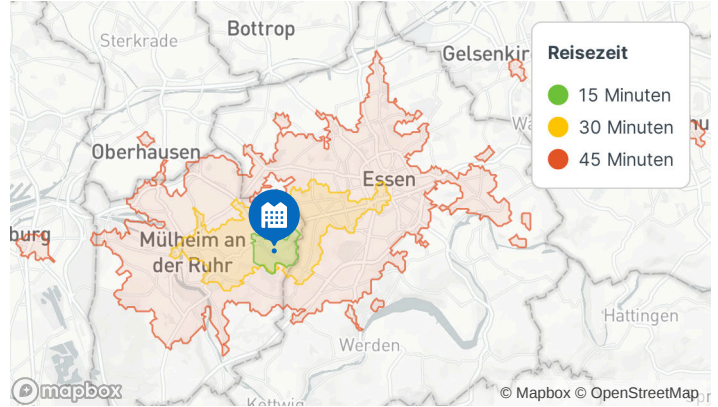 Bottrop
Sterkrade
Gelsenkir
Reisezeit
15 Minuten
30 Minuten
45 Minuten
Oberhausen
Essen
burg
Mülheim an
der Ruhr
Hattingen
Werden
Kettwig
mapbox
© Mapbox © OpenStreetMap